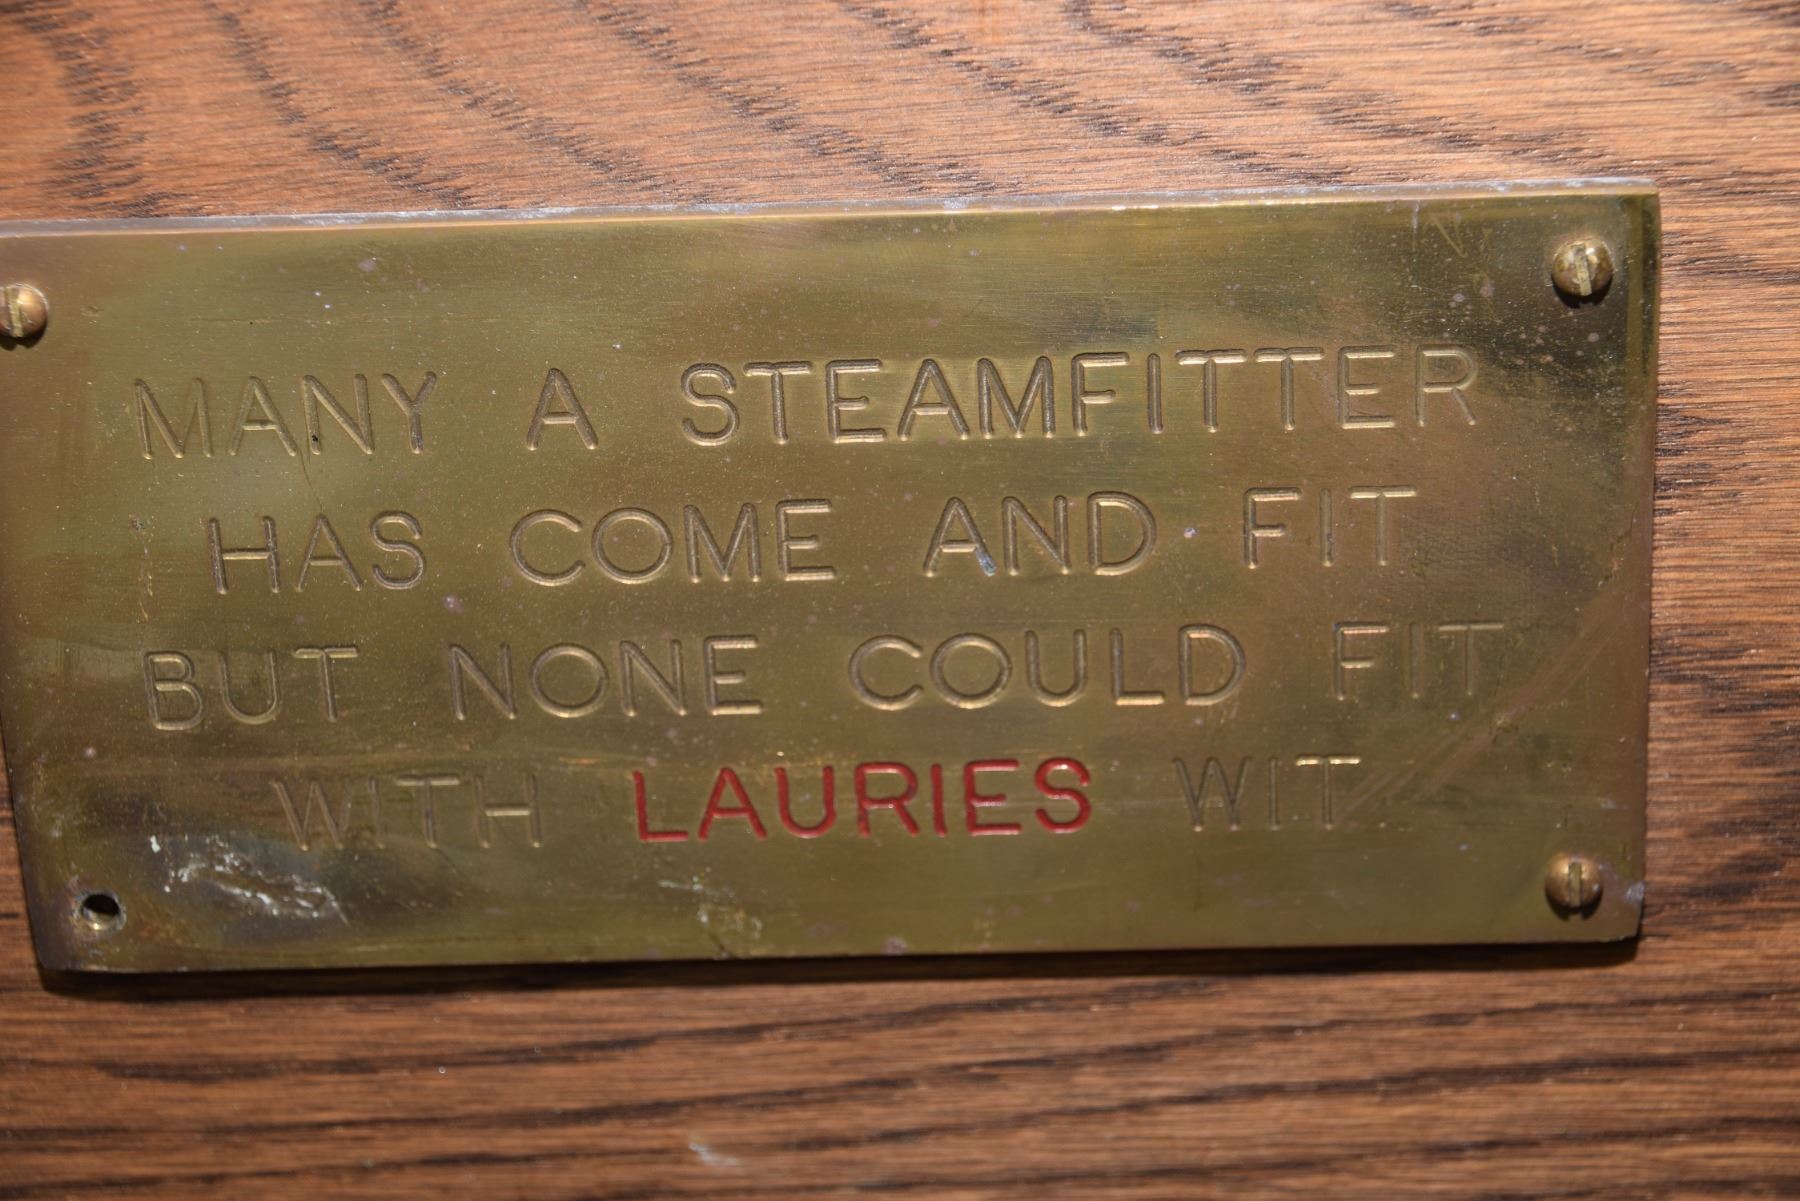 MANY A STEAMFITTER
HAS COME AND FIT
BUT NONE COULD FIT
WITH LAURIES WIT